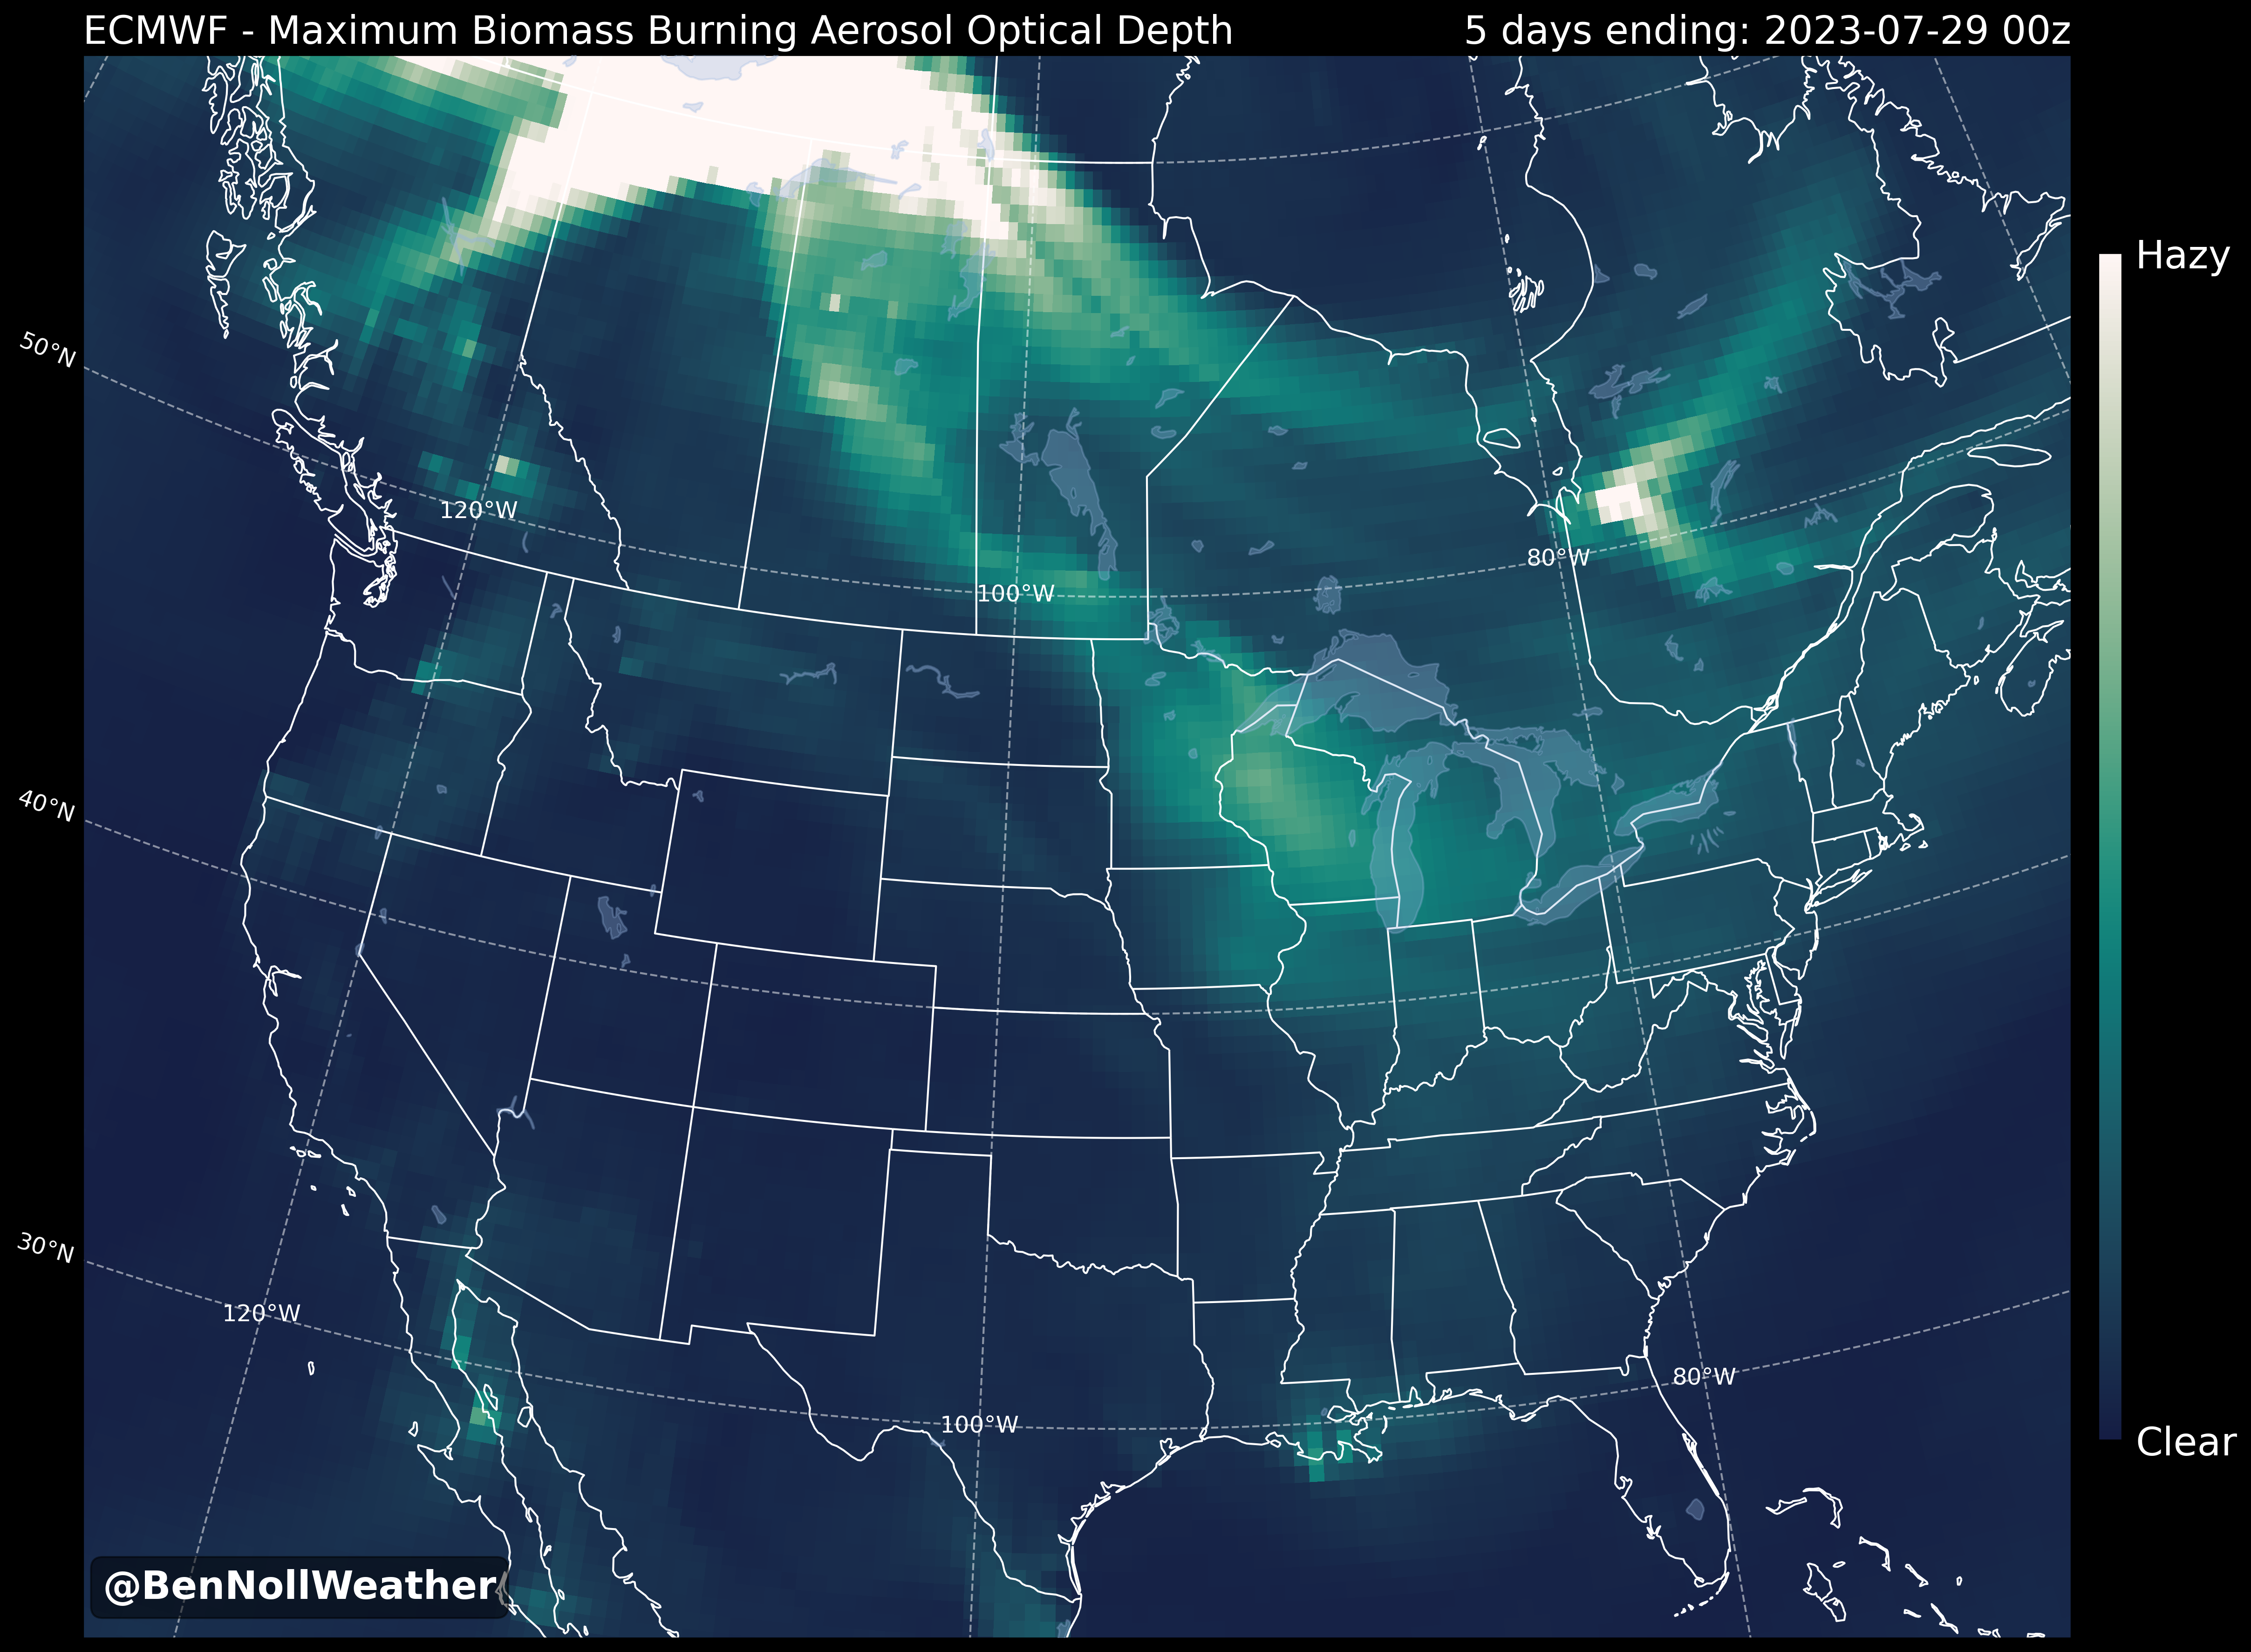 ECMWF - Maximum Biomass Burning Aerosol Optical Depth
5 days ending: 2023-07-29 00z
Hazy
50°N
120°W
80°W
100°W
40°N
30°N
120°W
80°W
100°W
Clear
@BenNollWeather